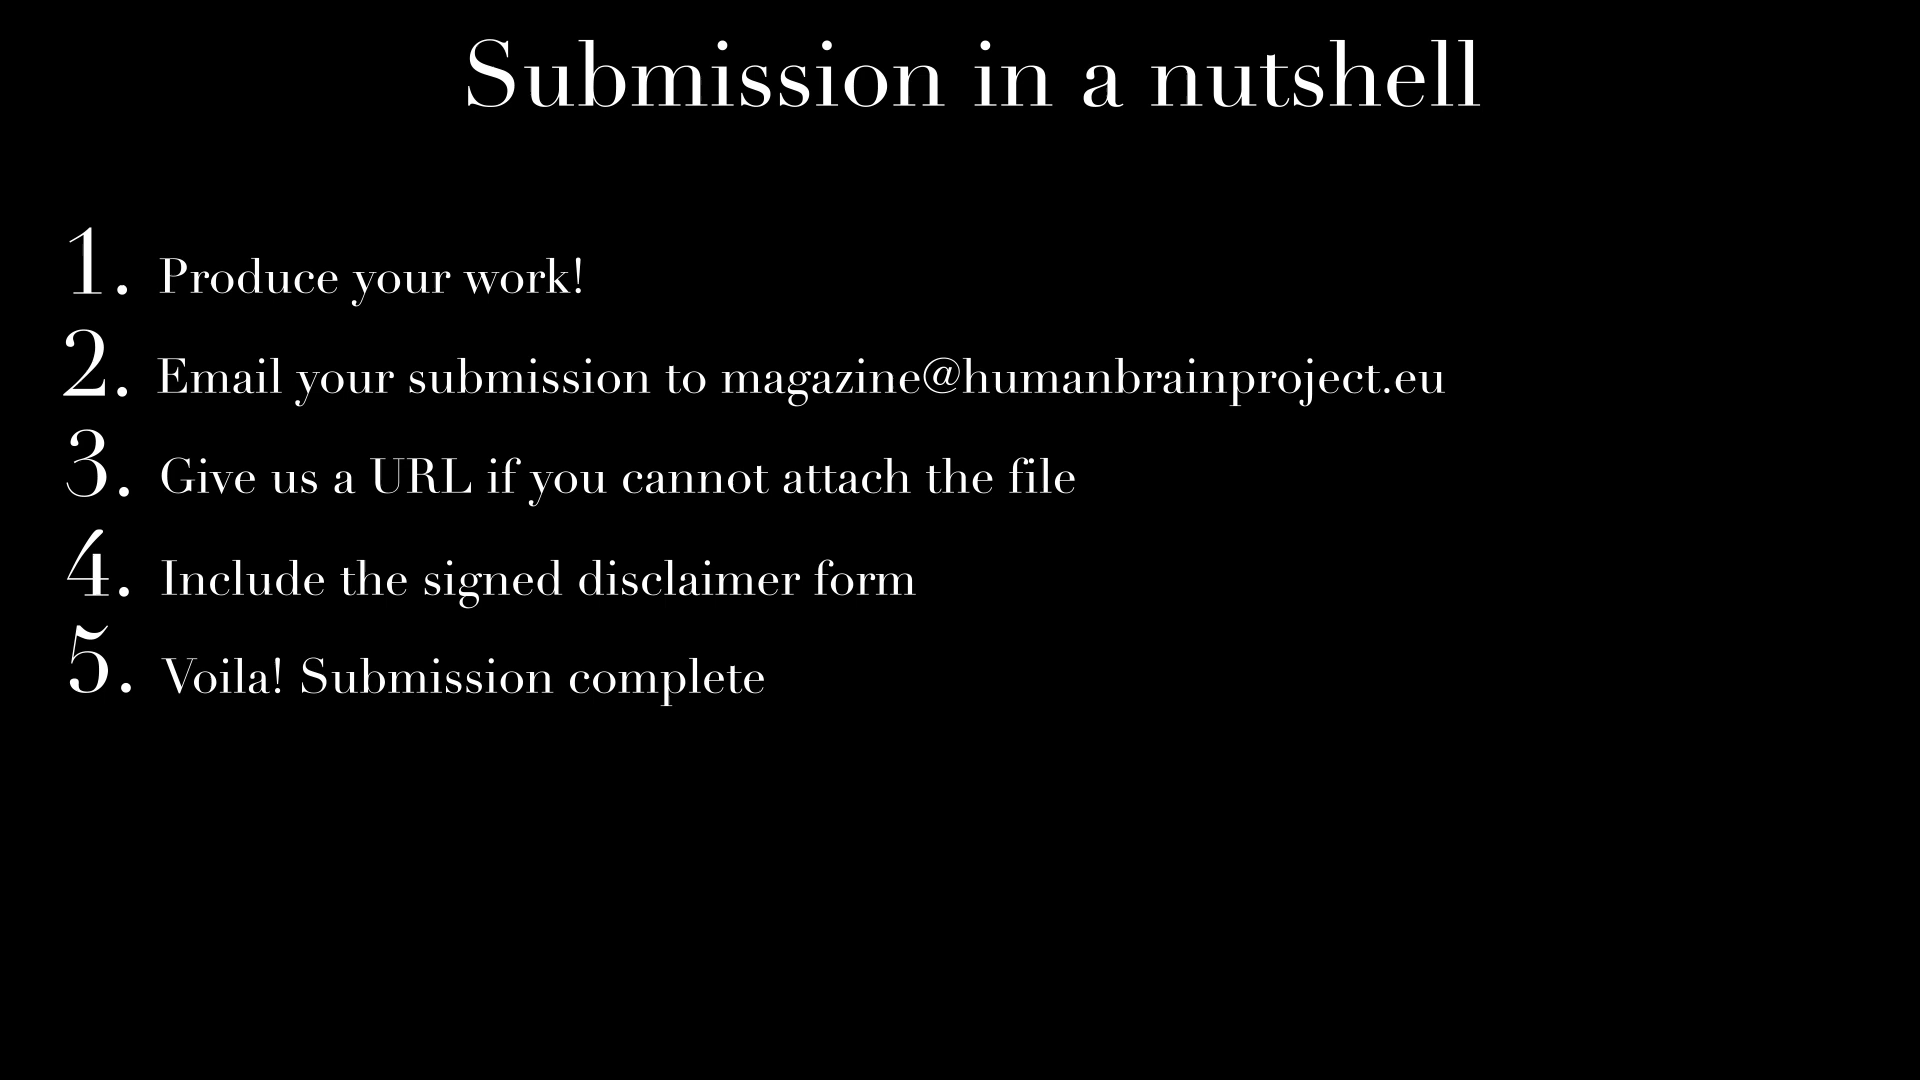 Submission in a nutshell
1. Produce your work!
2. Email your submission to magazine@humanbrainproject.eu
3. Give us a URL if you cannot attach the file
4. Include the signed disclaimer form
5. Voila! Submission complete